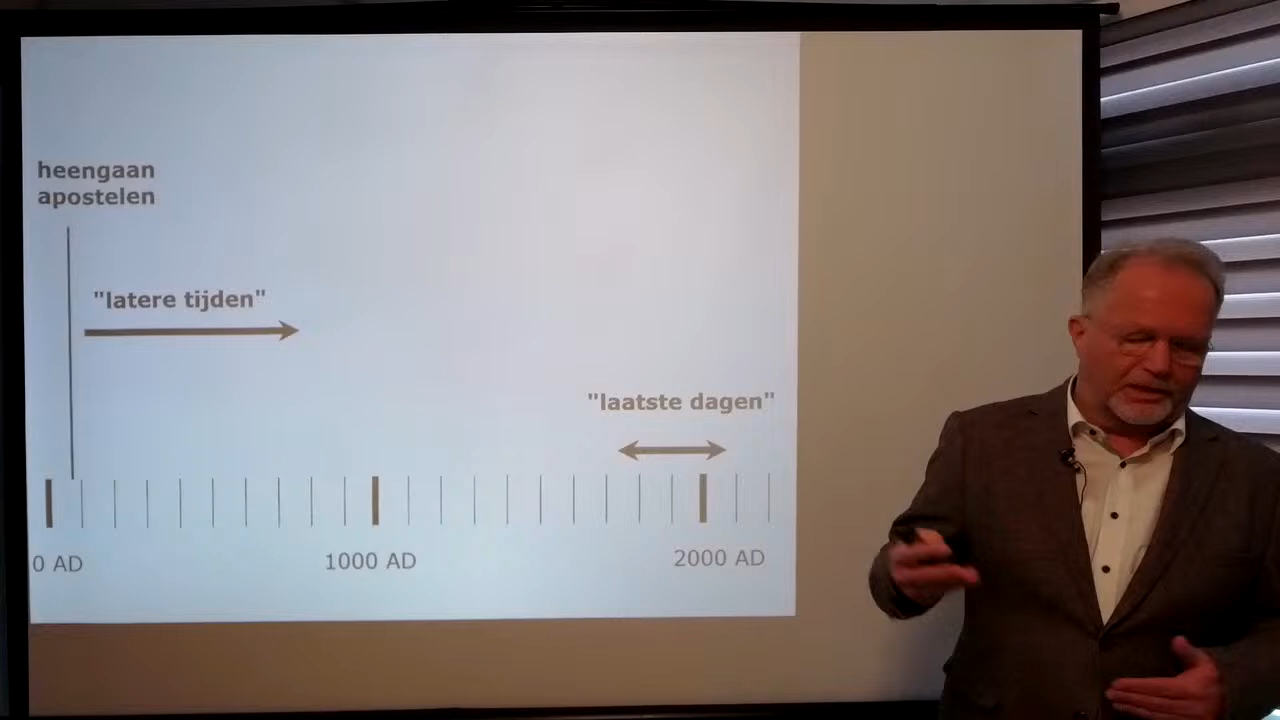 heengaan
apostelen
"latere tijden"
"laatste dagen"
0 AD
1000 AD
2000 AD